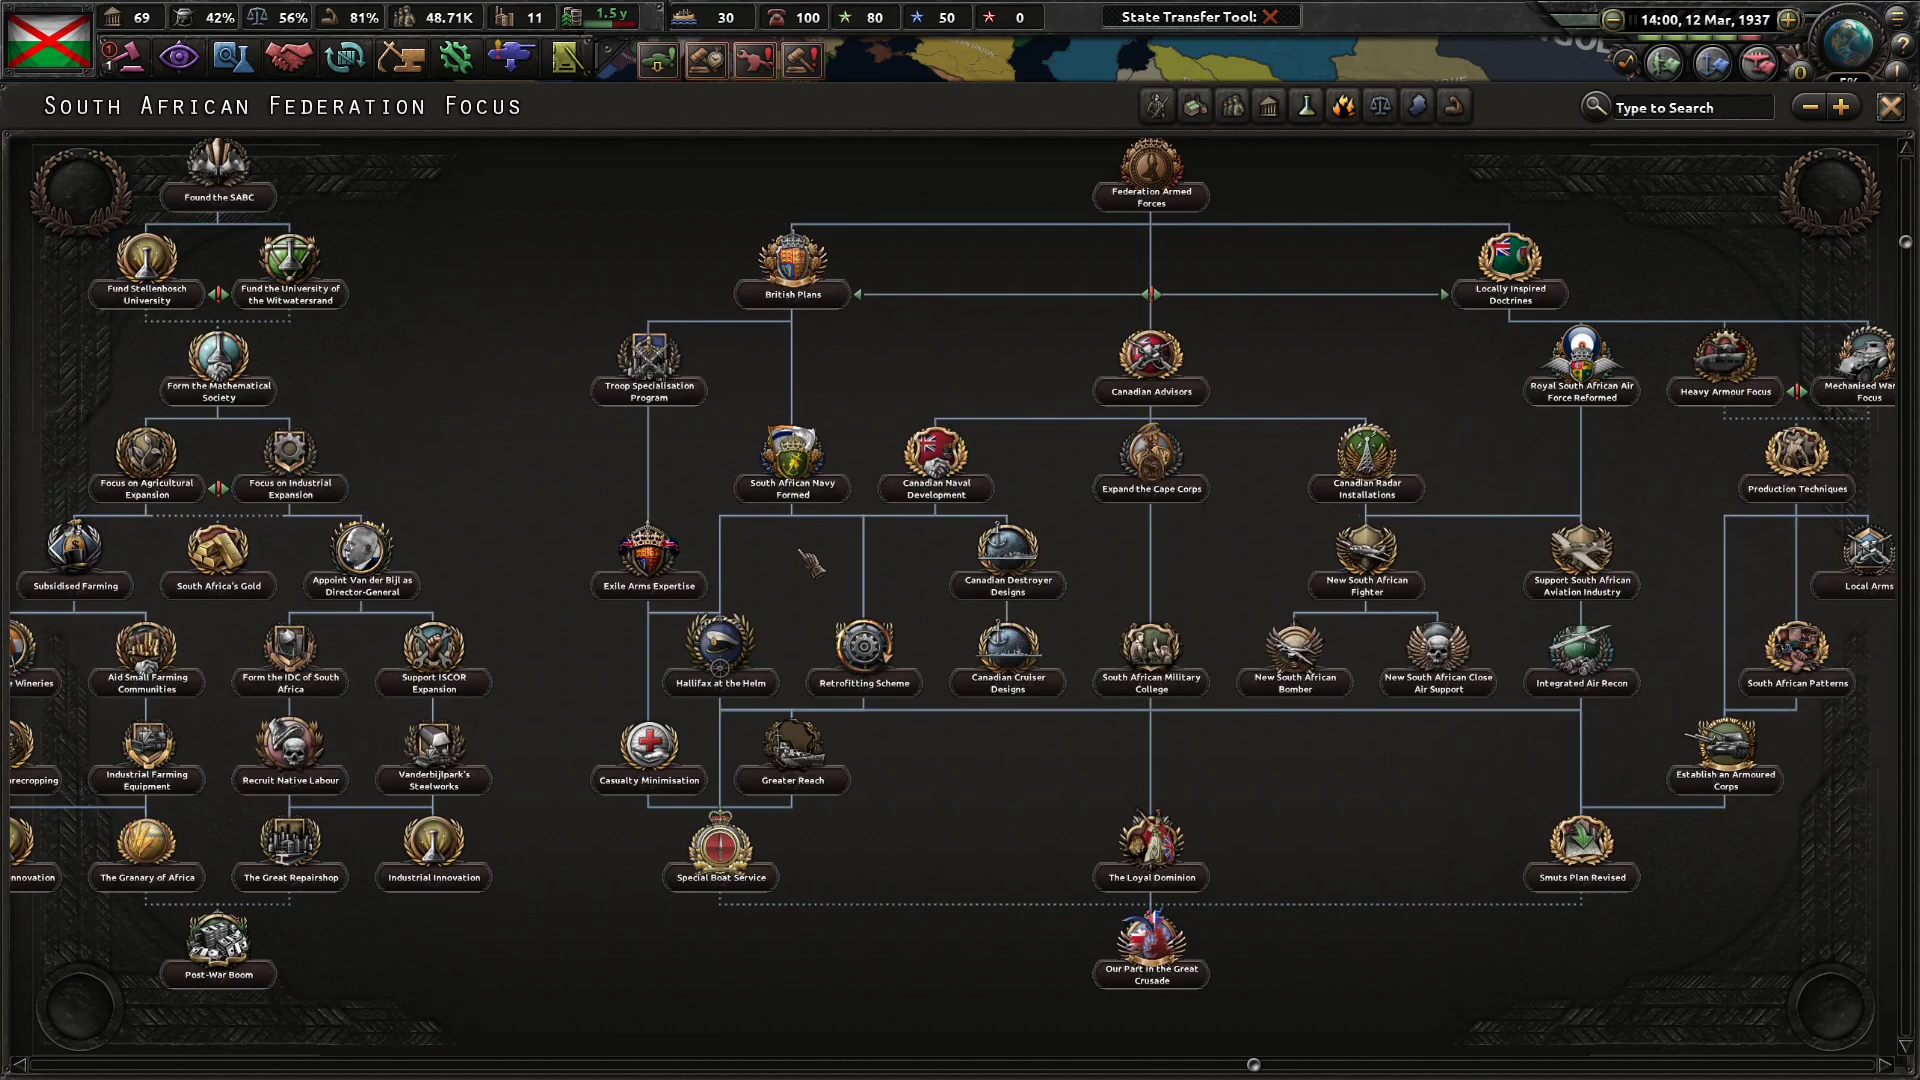 69
42%
56%
81%
48.71K
11
1.5 y
30
100
80
50
0
State Transfer Tool:
14:00, 12 Mar, 1937
1
1
0
SOUTH AFRICAN FEDERATION FOCUS
Type to Search
Found the SABC
Federation Armed
Forces
Fund Stellenbosch
University
Fund the University of
the Witwatersrand
British Plans
Locally Inspired
Doctrines
Form the Mathematical
Society
Troop Specialisation
Program
Canadian Advisors
Royal South African Air
Force Reformed
Heavy Armour Focus
Mechanised War
Focus
Focus on Agricultural
Expansion
Focus on Industrial
Expansion
South African Navy
Formed
Canadian Naval
Development
Expand the Cape Corps
Canadian Radar
Installations
Production Techniques
Subsidised Farming
South Africa's Gold
Appoint Van der Bijl as
Director-General
Exile Arms Expertise
Canadian Destroyer
Designs
New South African
Fighter
Support South African
Aviation Industry
Local Arms
e Wineries
Aid Small Farming
Communities
Form the IDC of South
Africa
Support ISCOR
Expansion
Hallifax at the Helm
Retrofitting Scheme
Canadian Cruiser
Designs
South African Military
College
New South African
Bomber
New South African Close
Air Support
Integrated Air Recon
South African Patterns
recropping
Industrial Farming
Equipment
Recruit Native Labour
Vanderbijlpark's
Steelworks
Casualty Minimisation
Greater Reach
Establish an Armoured
Corps
nnovation
The Granary of Africa
The Great Repairshop
Industrial Innovation
Special Boat Service
The Loyal Dominion
Smuts Plan Revised
Post-War Boom
Our Part in the Great
Crusade